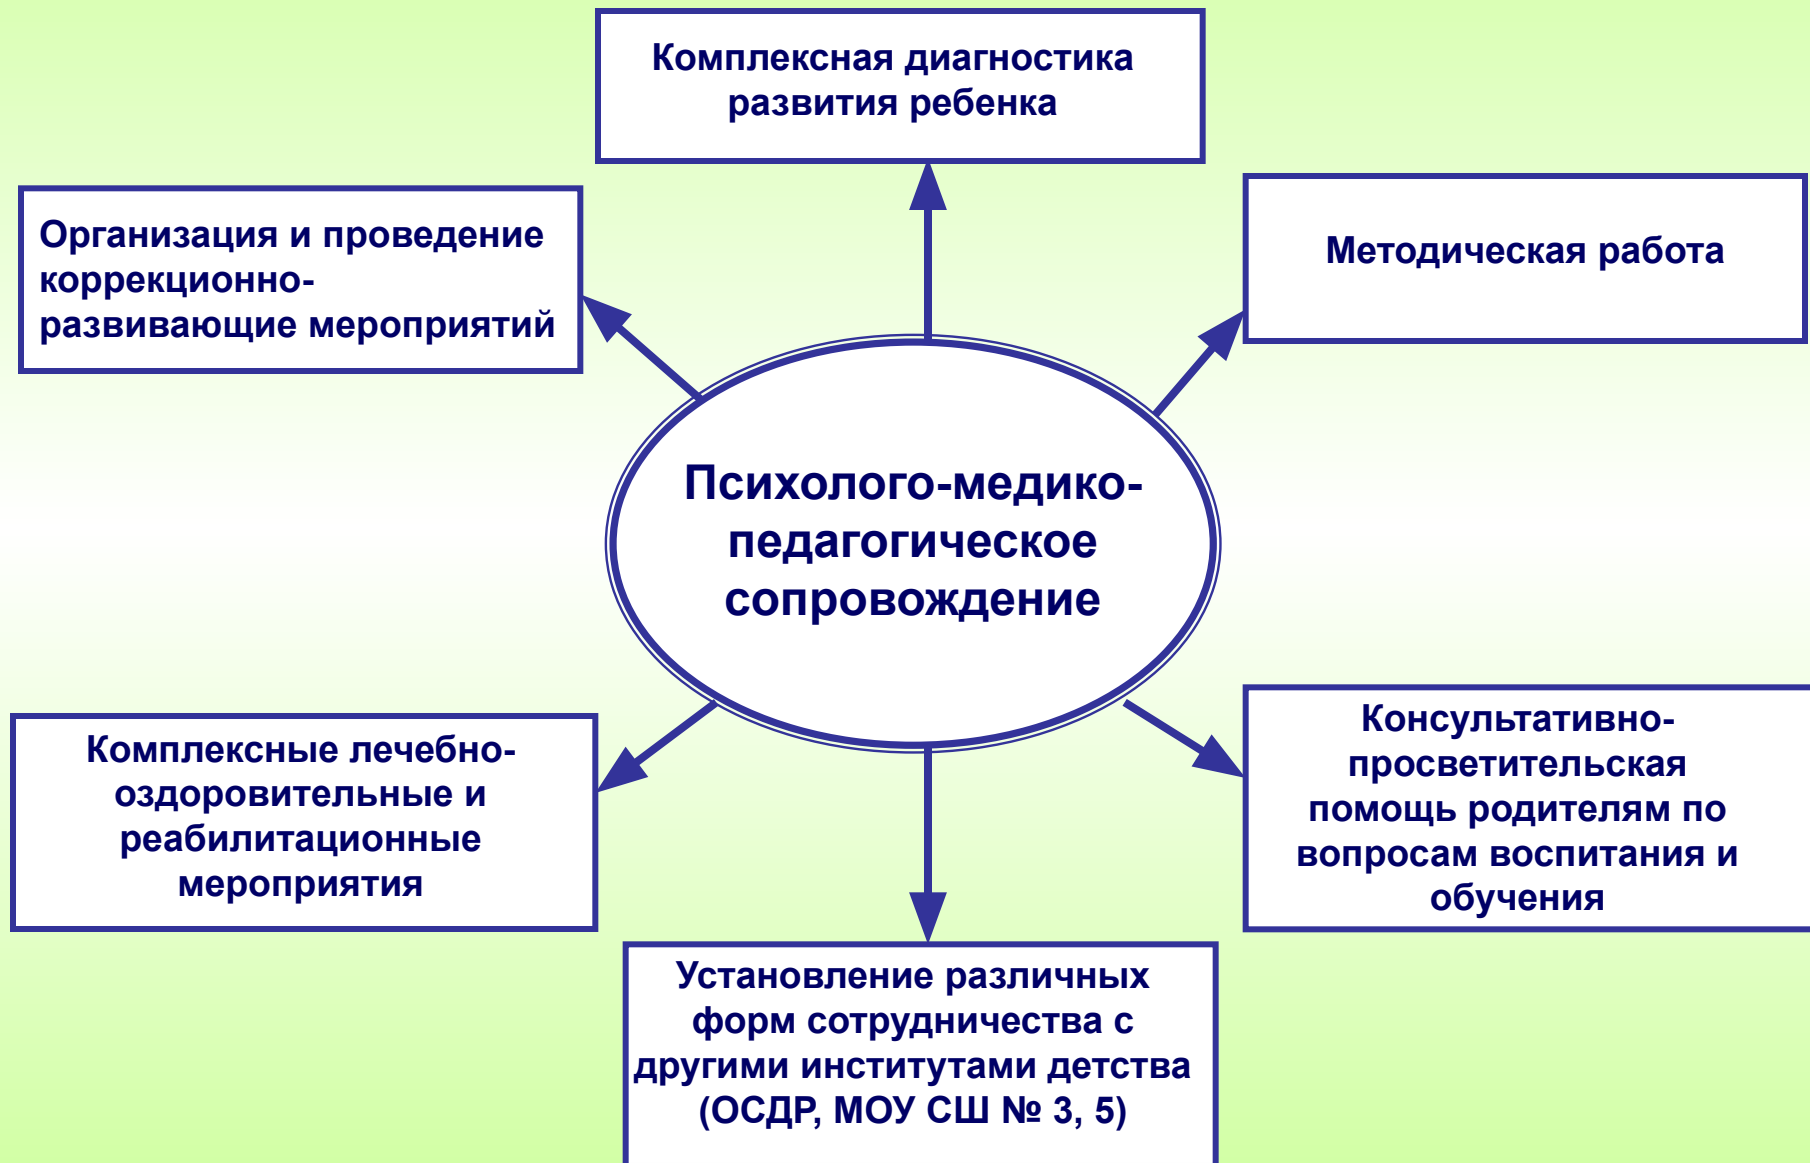 Комплексная диагностика
развития ребенка
Организация и проведение
коррекционно-
развивающие мероприятий
Методическая работа
Психолого-медико-
педагогическое
сопровождение
Комплексные лечебно-
оздоровительные и
реабилитационные
мероприятия
Консультативно-
просветительская
помощь родителям по
вопросам воспитания и
обучения
Установление различных
форм сотрудничества с
другими институтами детства
(ОСДР, МОУ СШ № 3, 5)